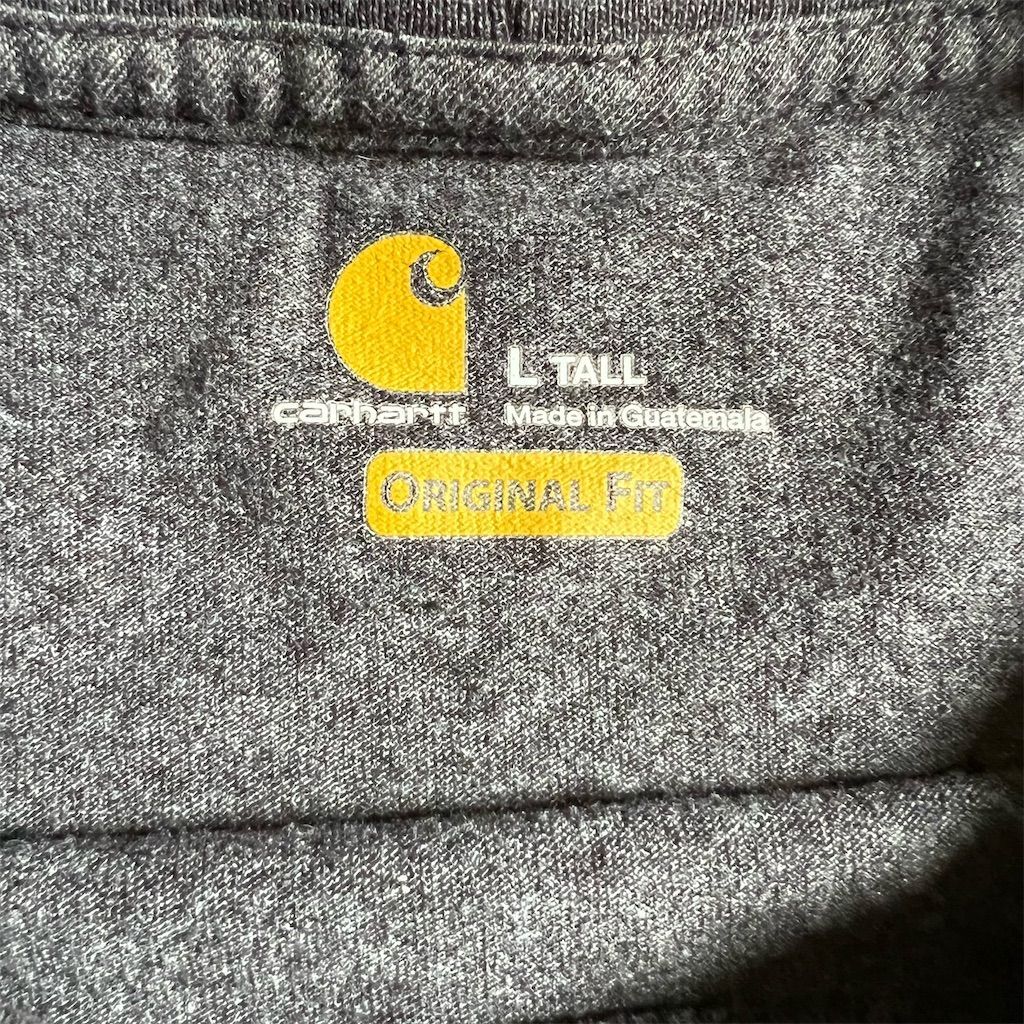 carhartt
L TALL
Made in Guatemala
ORIGINAL FIT